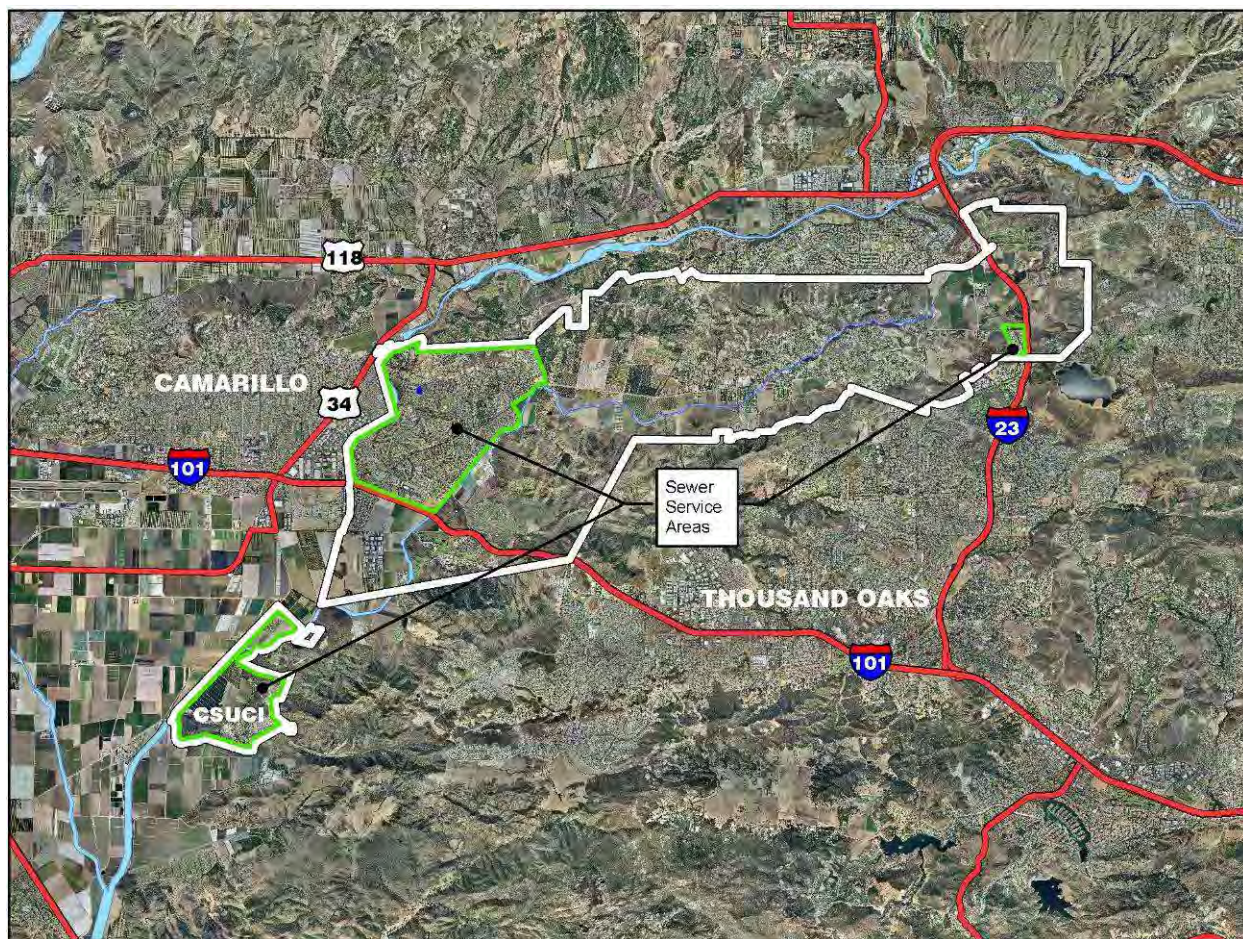 118
CAMARILLO
34
23
101
Sewer
Service
Areas
THOUSAND OAKS
101
CSUCI